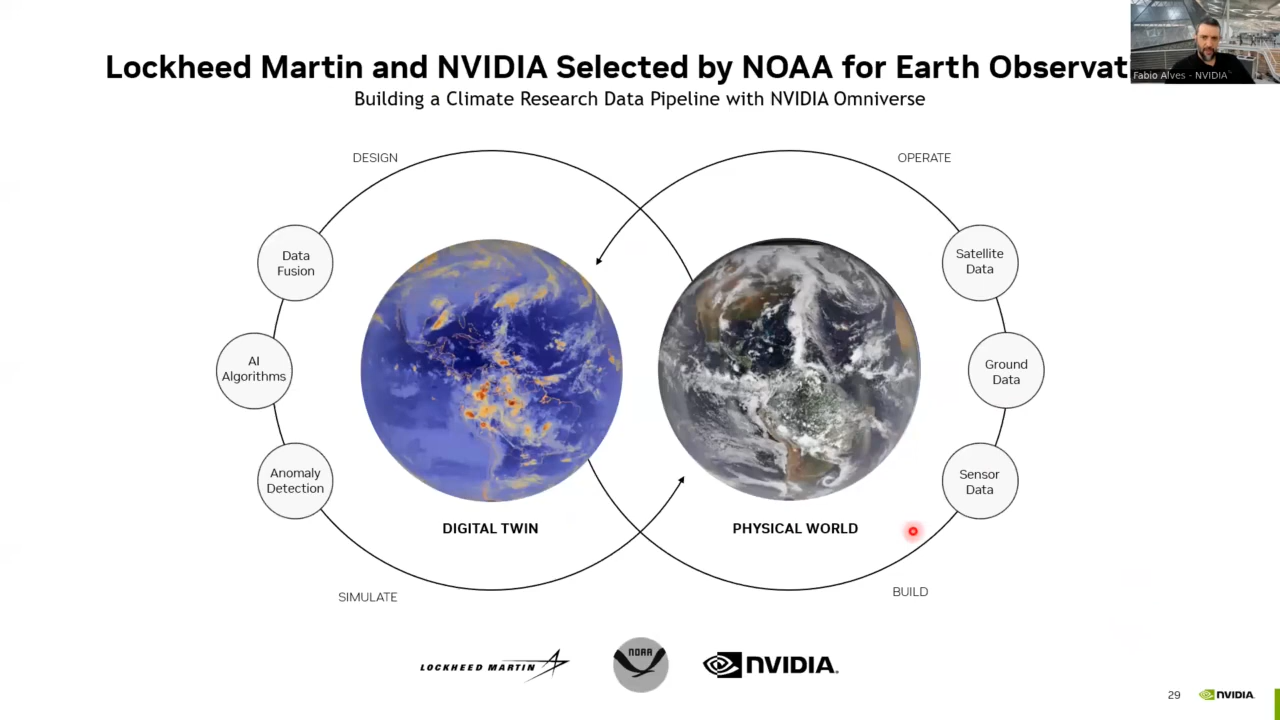 Lockheed Martin and NVIDIA Selected by NOAA for Earth Observat
Building a Climate Research Data Pipeline with NVIDIA Omniverse
Fabio Alves - NVIDIA
DESIGN
OPERATE
Data
Fusion
Satellite
Data
AI
Algorithms
Ground
Data
Anomaly
Detection
Sensor
Data
DIGITAL TWIN
PHYSICAL WORLD
SIMULATE
BUILD
LOCKHEED MARTIN
NOAA
NVIDIA.
29
NVIDIA.